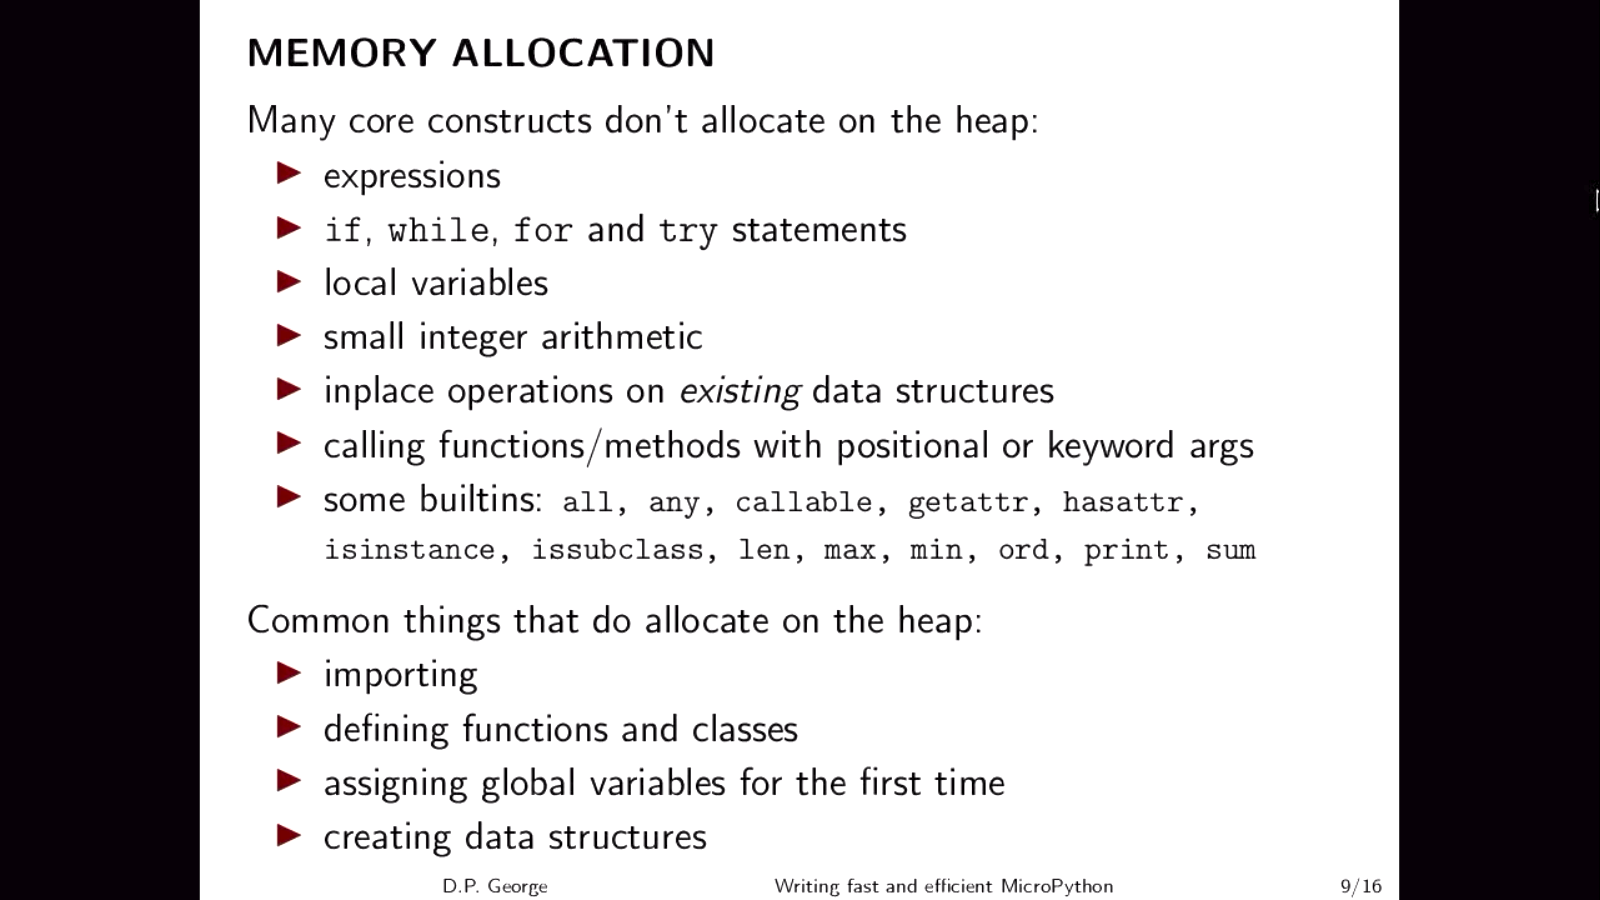 MEMORY ALLOCATION
Many core constructs don't allocate on the heap:
▶ expressions
▶ if, while, for and try statements
▶ local variables
▶ small integer arithmetic
▶ inplace operations on existing data structures
▶ calling functions/methods with positional or keyword args
▶ some builtins: all, any, callable, getattr, hasattr,
isinstance, issubclass, len, max, min, ord, print, sum
Common things that do allocate on the heap:
▶ importing
▶ defining functions and classes
▶ assigning global variables for the first time
▶ creating data structures
D.P. George Writing fast and efficient MicroPython 9/16